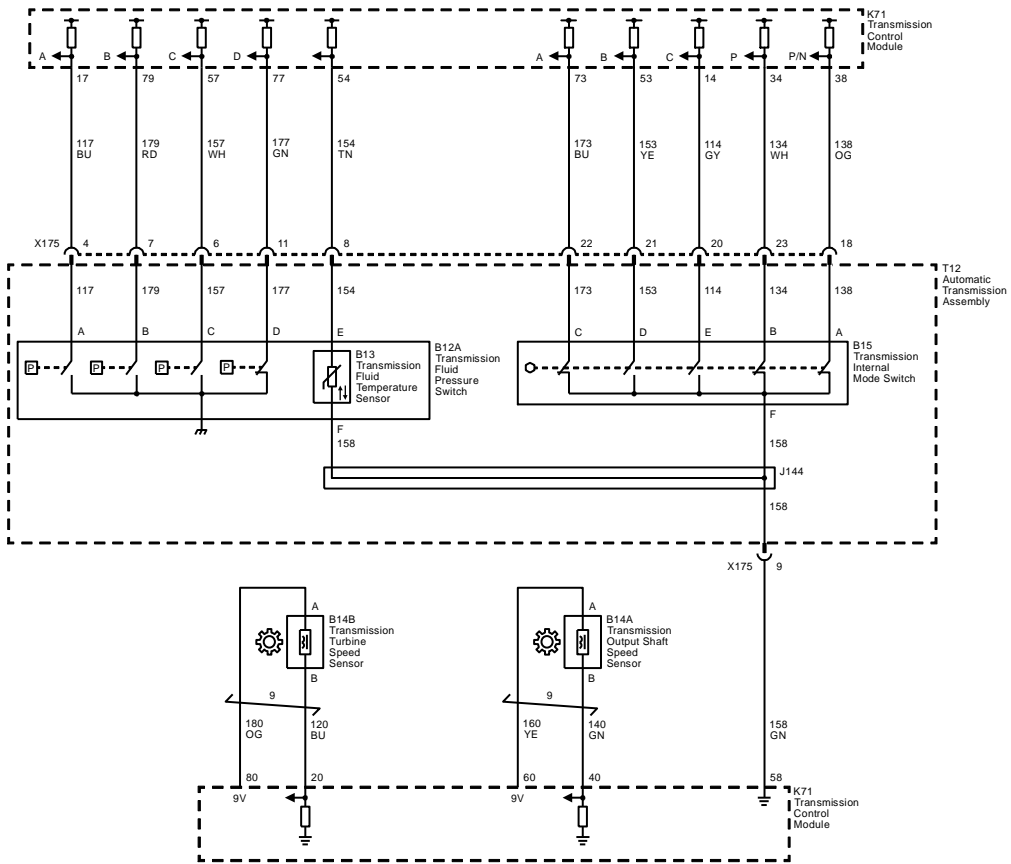 K71
Transmission
Control
Module
A B C D A B C P P/N
17 79 57 77 54 73 53 14 34 38
117 179 157 177 154 173 153 114 134 138
BU RD WH GN TN BU YE GY WH OG
X175 4 7 6 11 8 22 21 20 23 18
T12
Automatic
Transmission
Assembly
117 179 157 177 154 173 153 114 134 138
A B C D E C D E B A
P P P P
B13
Transmission
Fluid
Temperature
Sensor
B12A
Transmission
Fluid
Pressure
Switch
B15
Transmission
Internal
Mode Switch
F F
158 158
J144
158
X175 9
A A
B14B
Transmission
Turbine
Speed
Sensor
B14A
Transmission
Output Shaft
Speed
Sensor
B B
9 9
180 120 160 140 158
OG BU YE GN GN
80 20 60 40 58
9V 9V
K71
Transmission
Control
Module